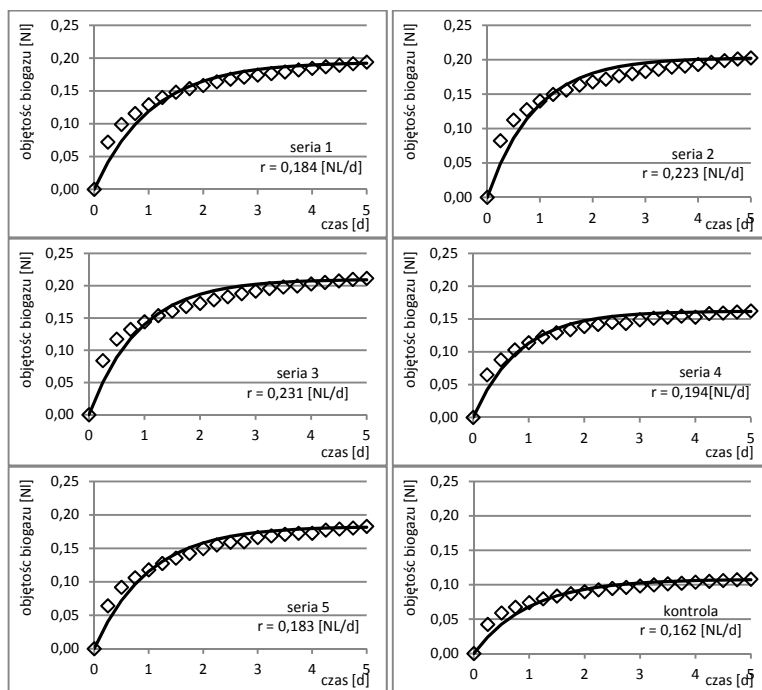 objętośc biogazu [Nl]
0,25
0,20
0,15
0,10
0,05
0,00
0 1 2 3 4 5
czas [d]
seria 1
r = 0,184 [NL/d]
objętośc biogazu [Nl]
0,25
0,20
0,15
0,10
0,05
0,00
0 1 2 3 4 5
czas [d]
seria 2
r = 0,223 [NL/d]
objętośc biogazu [Nl]
0,25
0,20
0,15
0,10
0,05
0,00
0 1 2 3 4 5
czas [d]
seria 3
r = 0,231 [NL/d]
objętośc biogazu [Nl]
0,25
0,20
0,15
0,10
0,05
0,00
0 1 2 3 4 5
czas [d]
seria 4
r = 0,194[NL/d]
objętośc biogazu [Nl]
0,25
0,20
0,15
0,10
0,05
0,00
0 1 2 3 4 5
czas [d]
seria 5
r = 0,183 [NL/d]
objętośc biogazu [Nl]
0,25
0,20
0,15
0,10
0,05
0,00
0 1 2 3 4 5
czas [d]
kontrola
r = 0,162 [NL/d]